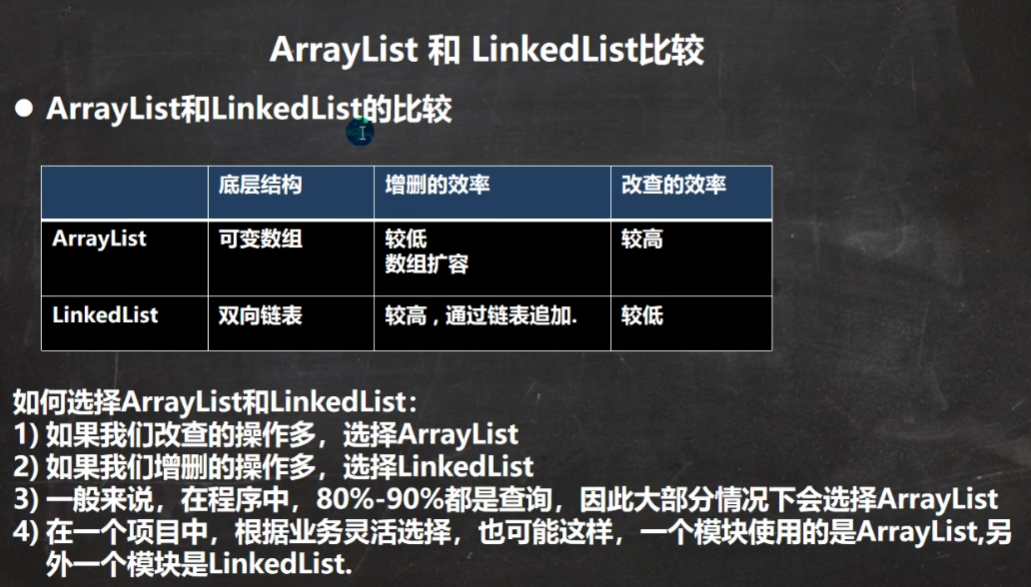 ArrayList 和 LinkedList比较
● ArrayList和LinkedList的比较
底层结构 增删的效率 改查的效率
ArrayList 可变数组 较低 较高
数组扩容
LinkedList 双向链表 较高，通过链表追加. 较低
如何选择ArrayList和LinkedList：
1) 如果我们改查的操作多，选择ArrayList
2) 如果我们增删的操作多，选择LinkedList
3) 一般来说，在程序中，80%-90%都是查询，因此大部分情况下会选择ArrayList
4) 在一个项目中，根据业务灵活选择，也可能这样，一个模块使用的是ArrayList,另
外一个模块是LinkedList.